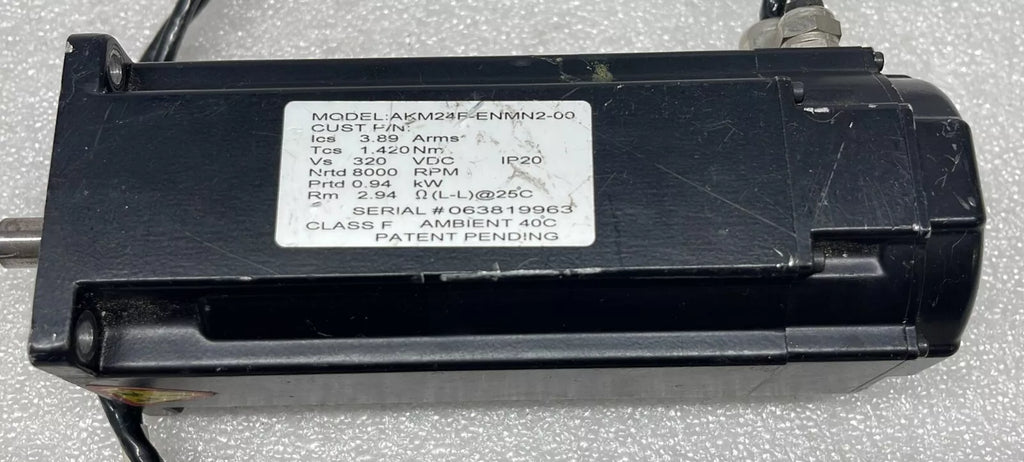 MODEL:AKM24F-ENMN2-00
CUST P/N:
Ics 3.89 Arms
Tcs 1.420 Nm
Vs 320 VDC IP20
Nrtd 8000 RPM
Prtd 0.94 kW
Rm 2.94 Ω(L-L)@25C
SERIAL # 063819963
CLASS F AMBIENT 40C
PATENT PENDING